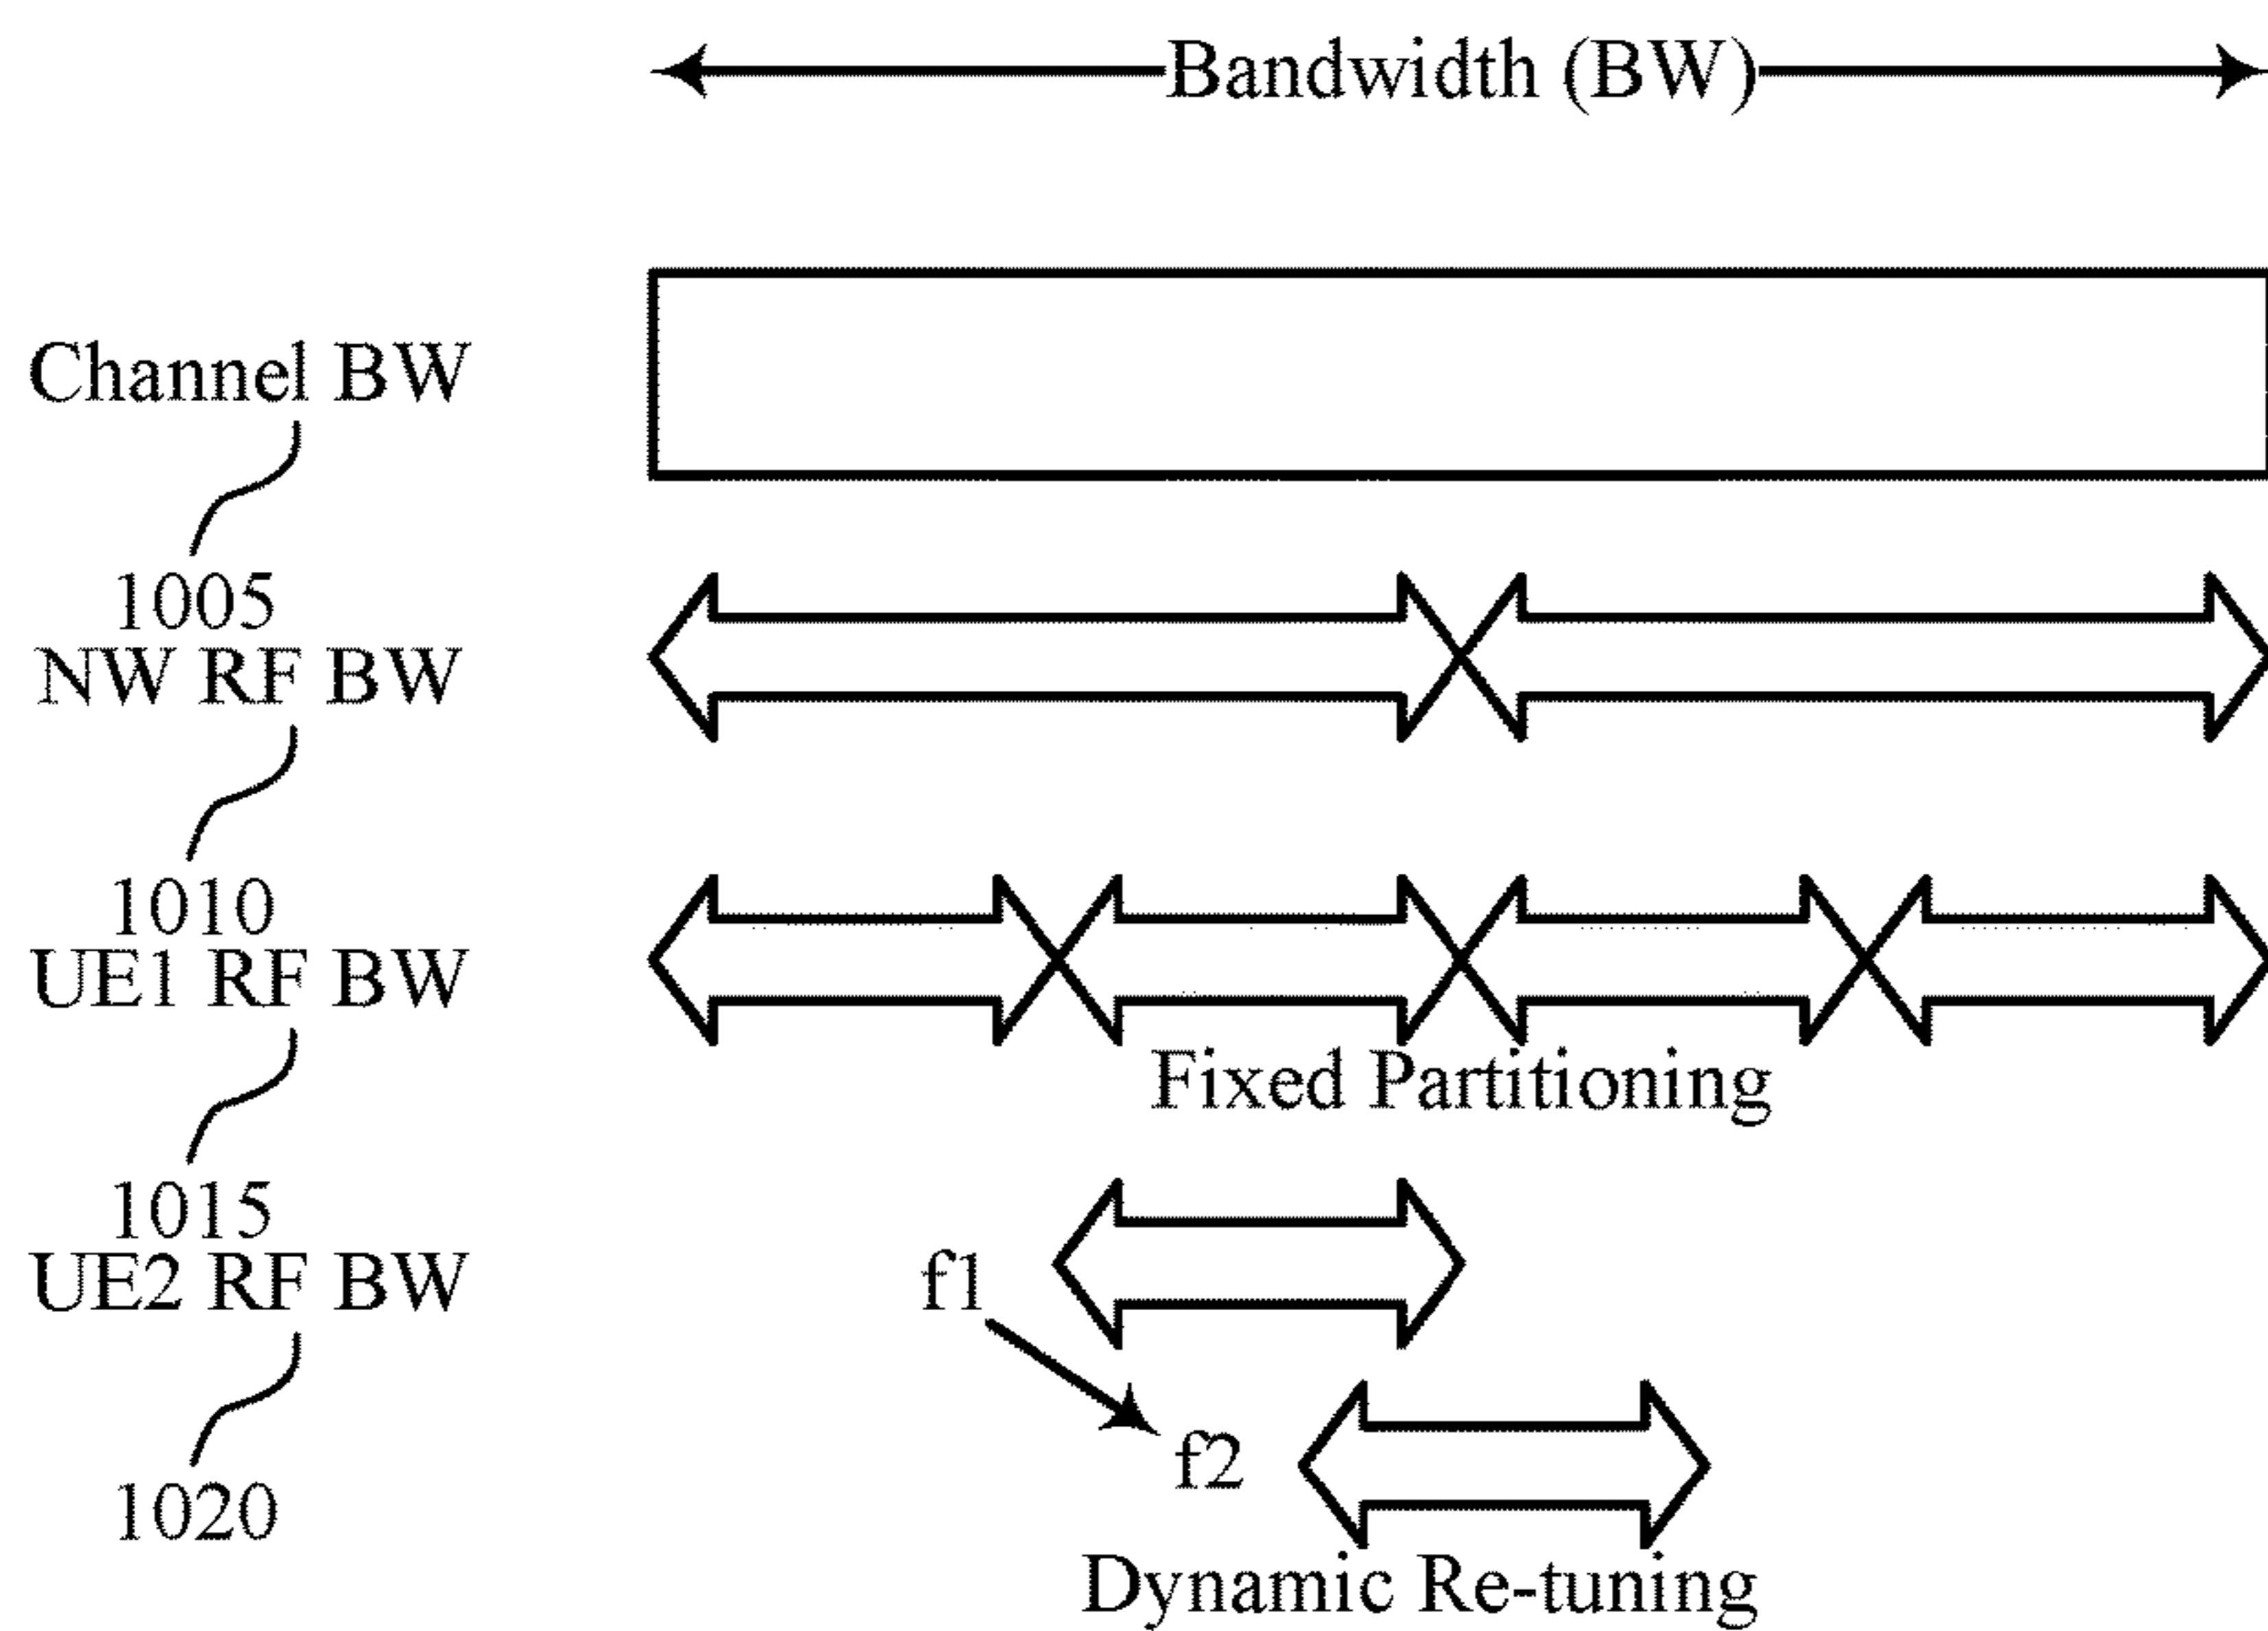 Bandwidth (BW)
Channel BW
1005
NW RF BW
1010
UE1 RF BW
Fixed Partitioning
1015
UE2 RF BW
f1
f2
1020
Dynamic Re-tuning